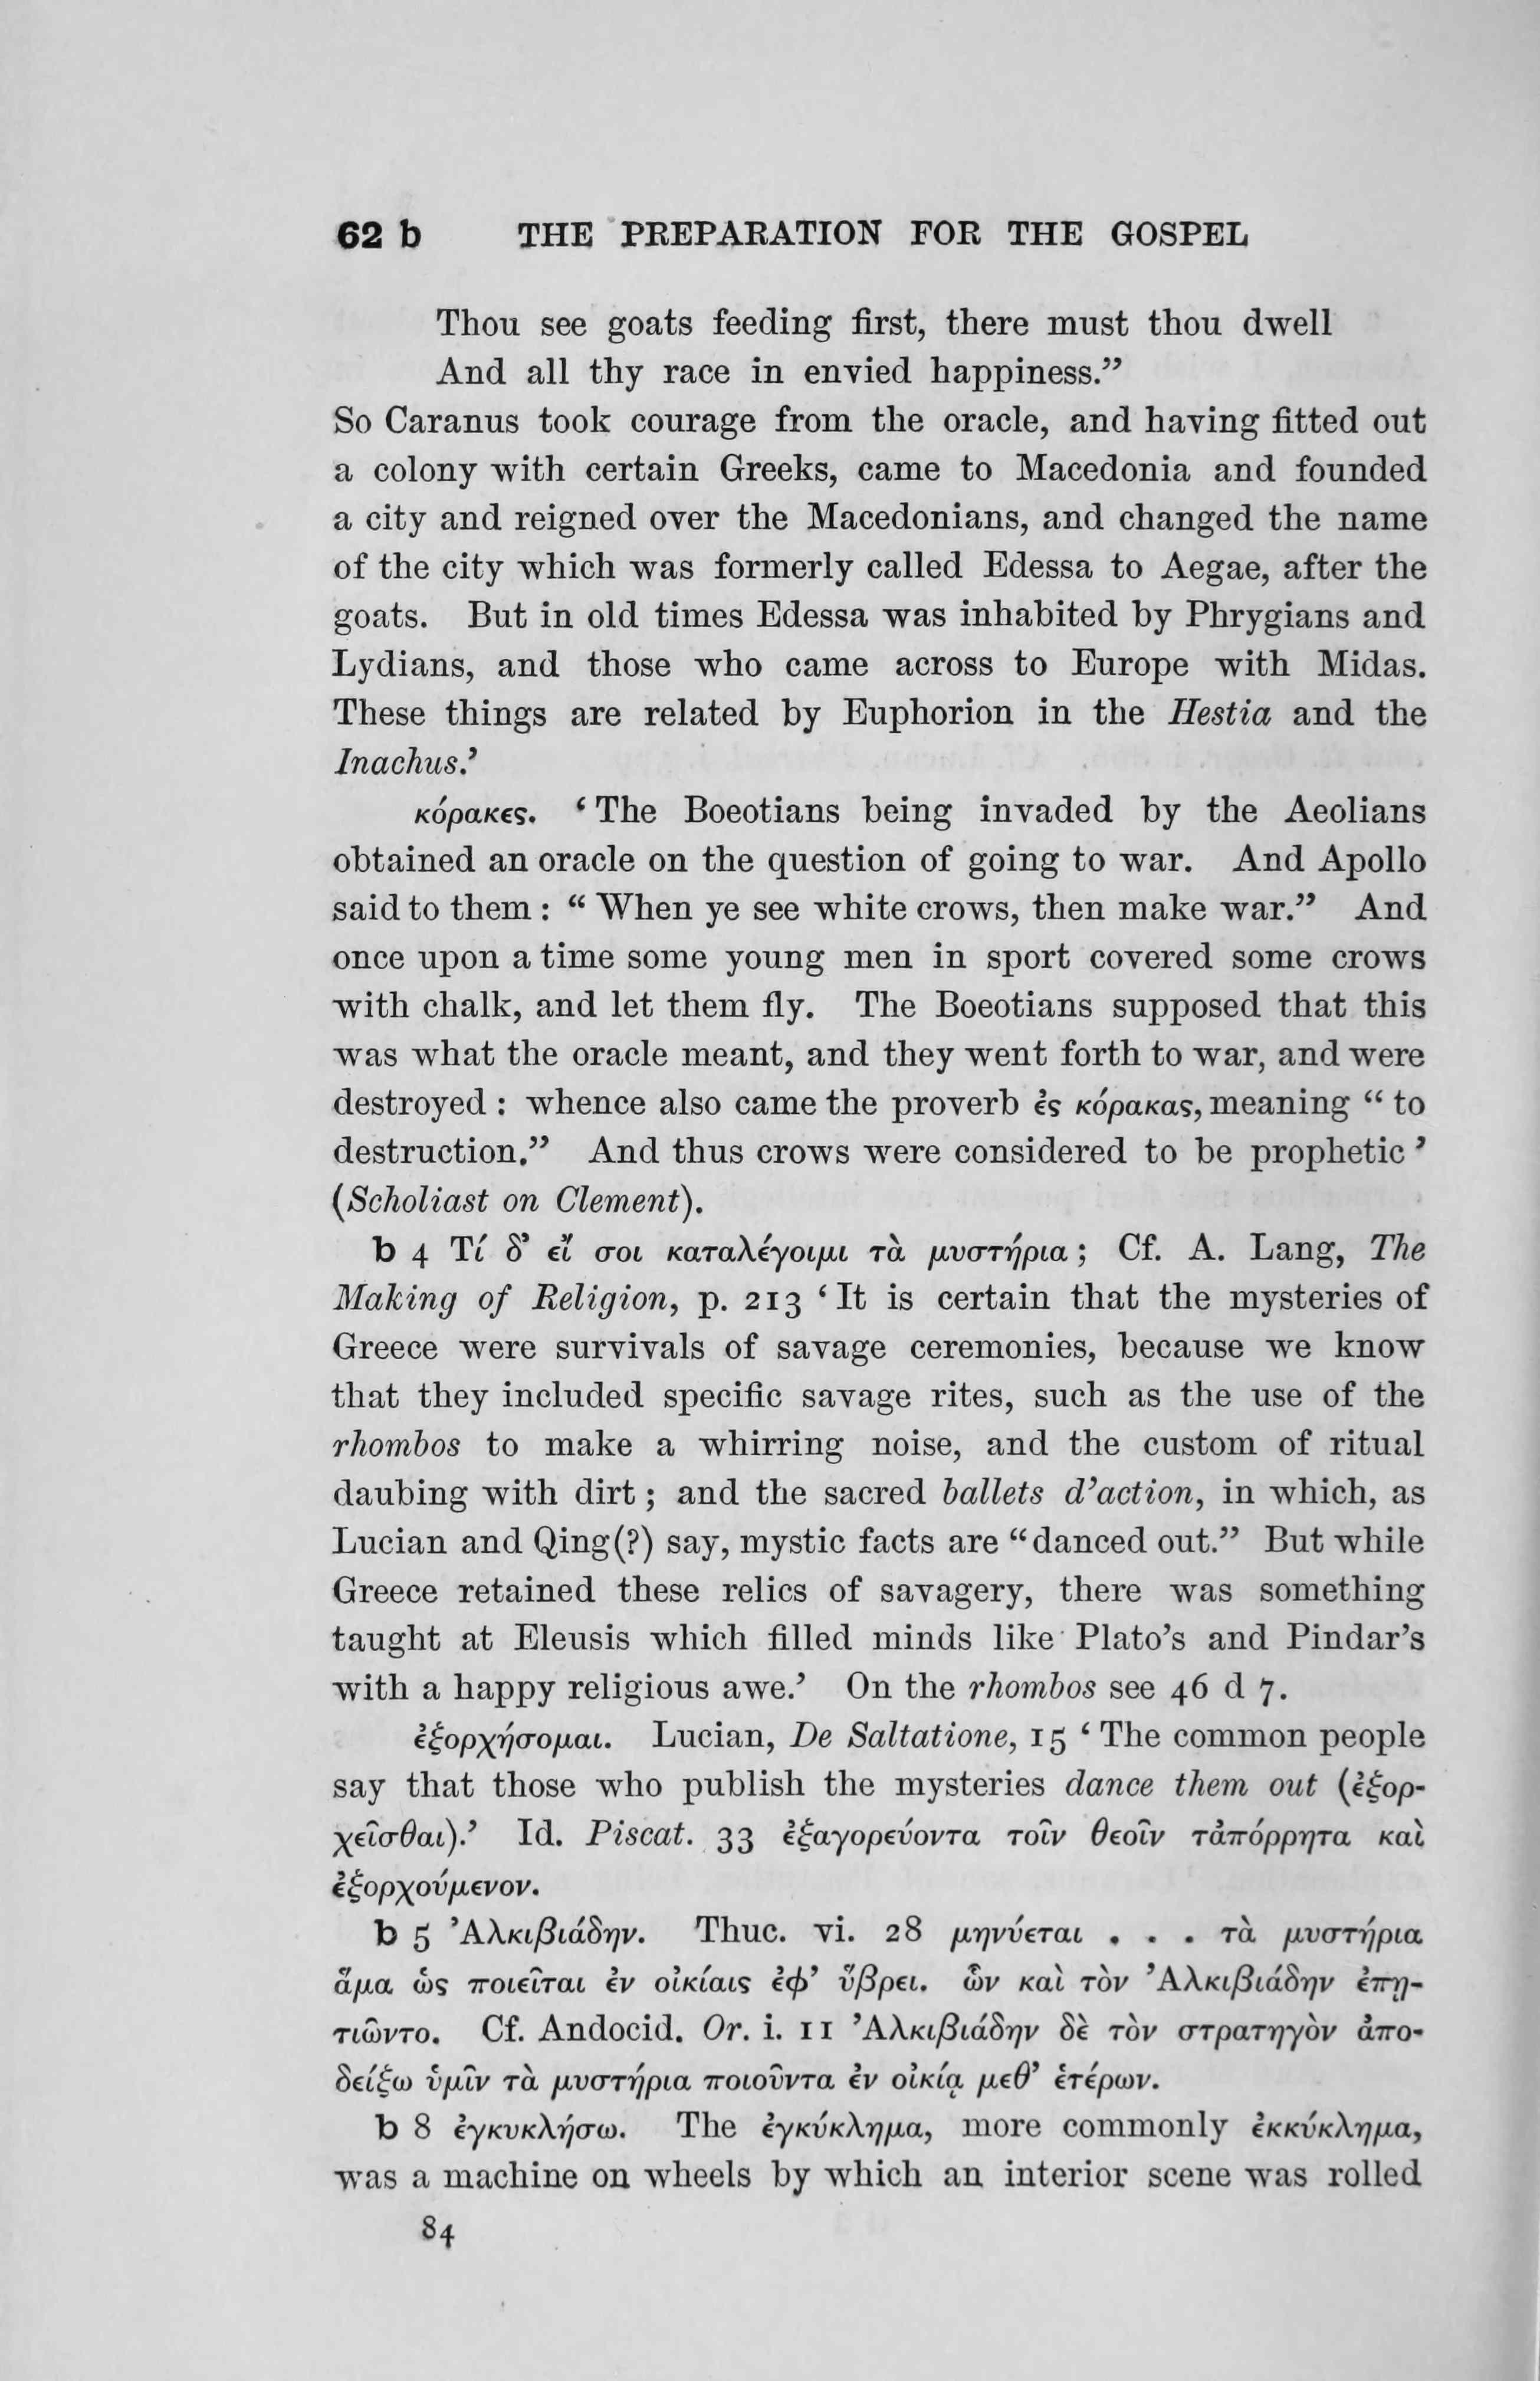 62 b THE PREPARATION FOR THE GOSPEL
Thou see goats feeding first, there must thou dwell
And all thy race in envied happiness.”
So Caranus took courage from the oracle, and having fitted out
a colony with certain Greeks, came to Macedonia and founded
a city and reigned over the Macedonians, and changed the name
of the city which was formerly called Edessa to Aegae, after the
goats. But in old times Edessa was inhabited by Phrygians and
Lydians, and those who came across to Europe with Midas.
These things are related by Euphorion in the Hestia and the
Inachus.’
κόρακες. ‘The Boeotians being invaded by the Aeolians
obtained an oracle on the question of going to war. And Apollo
said to them : “When ye see white crows, then make war.” And
once upon a time some young men in sport covered some crows
with chalk, and let them fly. The Boeotians supposed that this
was what the oracle meant, and they went forth to war, and were
destroyed : whence also came the proverb ἐς κόρακας, meaning “to
destruction.” And thus crows were considered to be prophetic’
(Scholiast on Clement).
b 4 Τί δ’ εἴ σοι καταλέγοιμι τὰ μυστήρια ; Cf. A. Lang, The
Making of Religion, p. 213 ‘It is certain that the mysteries of
Greece were survivals of savage ceremonies, because we know
that they included specific savage rites, such as the use of the
rhombos to make a whirring noise, and the custom of ritual
daubing with dirt ; and the sacred ballets d’action, in which, as
Lucian and Qing(?) say, mystic facts are “danced out.” But while
Greece retained these relics of savagery, there was something
taught at Eleusis which filled minds like Plato’s and Pindar’s
with a happy religious awe.’ On the rhombos see 46 d 7.
ἐξορχήσομαι. Lucian, De Saltatione, 15 ‘The common people
say that those who publish the mysteries dance them out (ἐξορ-
χεῖσθαι).’ Id. Piscat. 33 ἐξαγορεύοντα τοῖν θεοῖν τἀπόρρητα καὶ
ἐξορχούμενον.
b 5 Ἀλκιβιάδην. Thuc. vi. 28 μηνύεται . . . τὰ μυστήρια
ἅμα ὡς ποιεῖται ἐν οἰκίαις ἐφ’ ὕβρει. ὧν καὶ τὸν Ἀλκιβιάδην ἐπῃ-
τιῶντο. Cf. Andocid. Or. i. 11 Ἀλκιβιάδην δὲ τὸν στρατηγὸν ἀπο-
δείξω ὑμῖν τὰ μυστήρια ποιοῦντα ἐν οἰκίᾳ μεθ’ ἑτέρων.
b 8 ἐγκυκλήσω. The ἐγκύκλημα, more commonly ἐκκύκλημα,
was a machine on wheels by which an interior scene was rolled
84